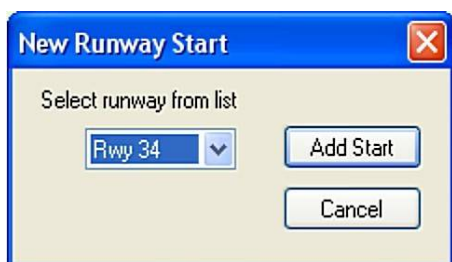 New Runway Start
Select runway from list
Rwy 34
Add Start
Cancel